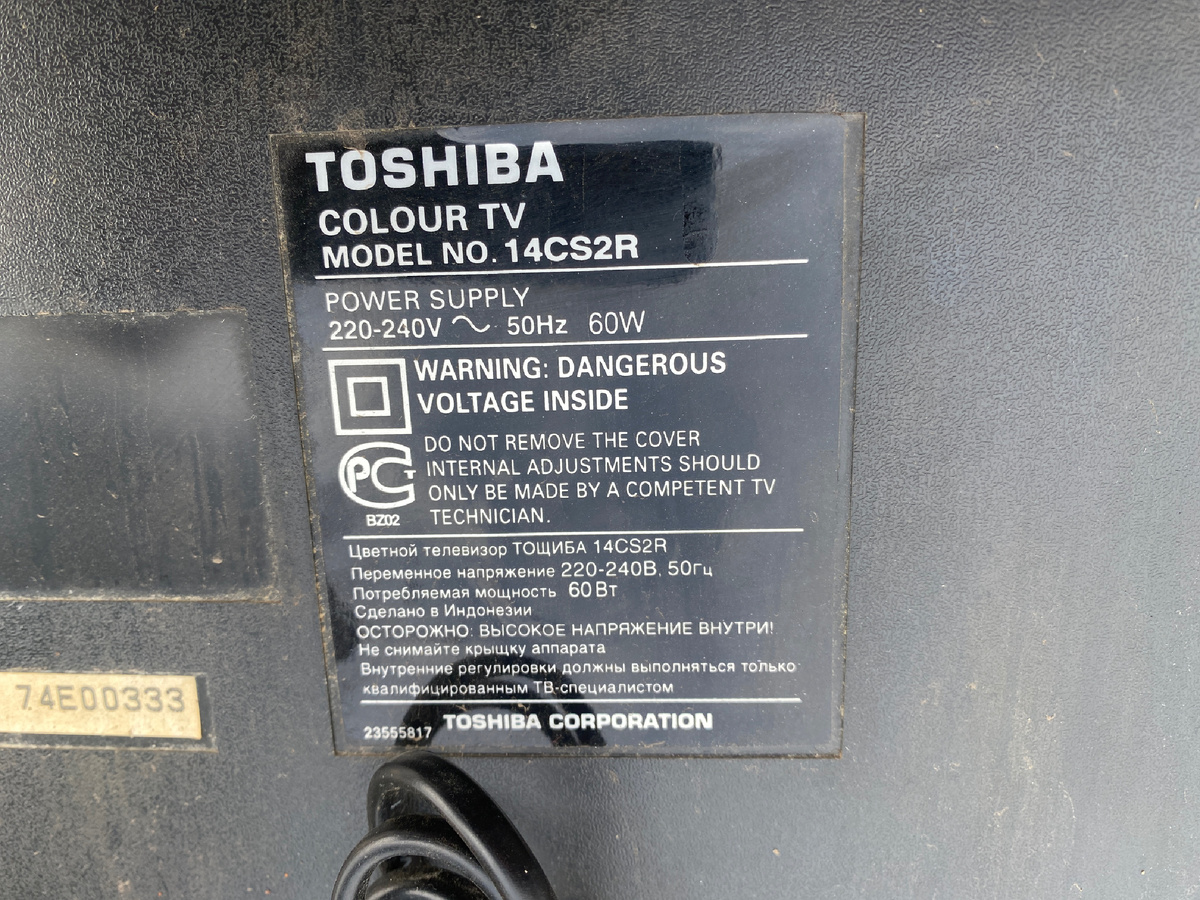 TOSHIBA
COLOUR TV
MODEL NO. 14CS2R
POWER SUPPLY
220-240V ~ 50Hz 60W
WARNING: DANGEROUS
VOLTAGE INSIDE
DO NOT REMOVE THE COVER
INTERNAL ADJUSTMENTS SHOULD
ONLY BE MADE BY A COMPETENT TV
TECHNICIAN.
РСТ
BZ02
Цветной телевизор ТОЩИБА 14CS2R
Переменное напряжение 220-240В, 50Гц
Потребляемая мощность 60Вт
Сделано в Индонезии
ОСТОРОЖНО: ВЫСОКОЕ НАПРЯЖЕНИЕ ВНУТРИ!
Не снимайте крыщку аппарата
Внутренние регулировки должны выполняться только
квалифицированным ТВ-специалистом
23555817 TOSHIBA CORPORATION
74E00333